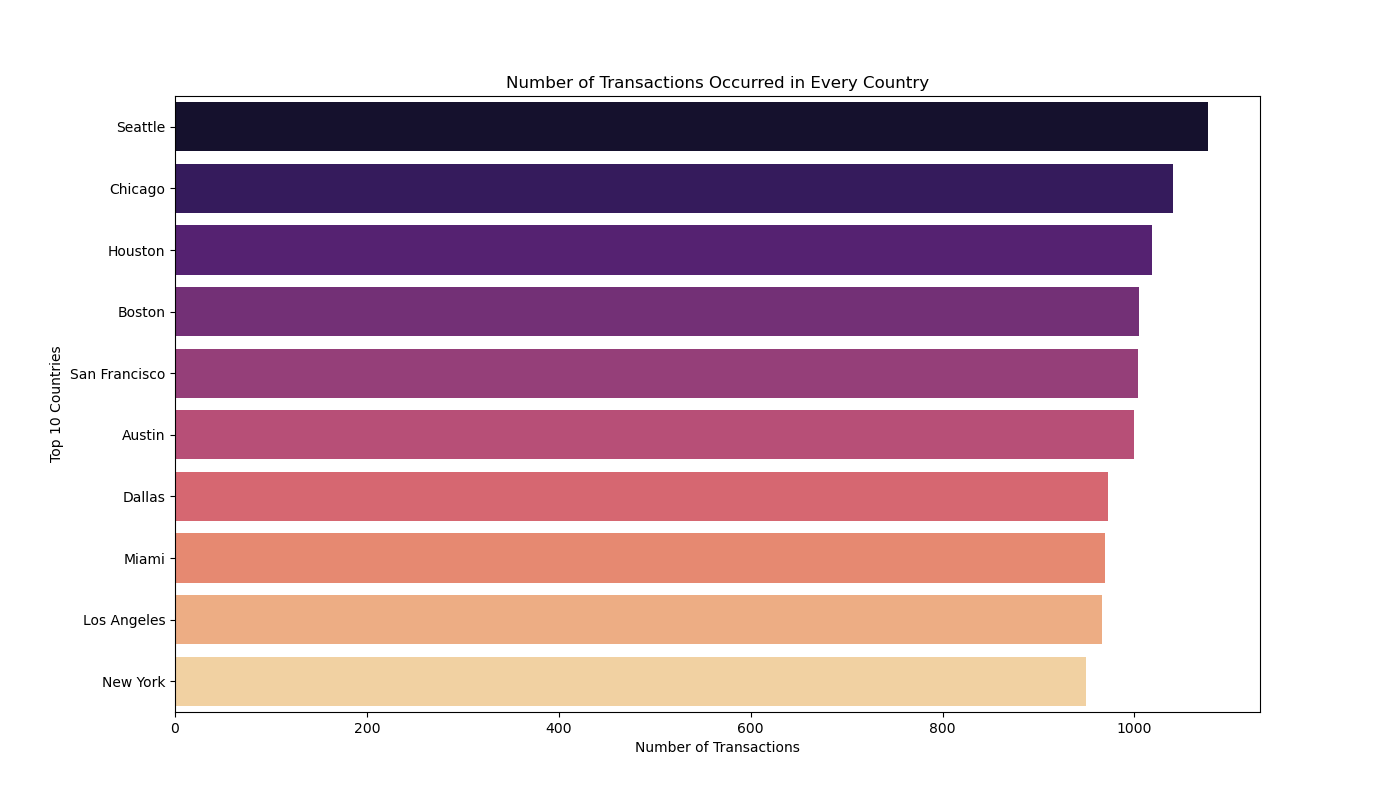 Number of Transactions Occurred in Every Country
Top 10 Countries
Seattle
Chicago
Houston
Boston
San Francisco
Austin
Dallas
Miami
Los Angeles
New York
0 200 400 600 800 1000
Number of Transactions